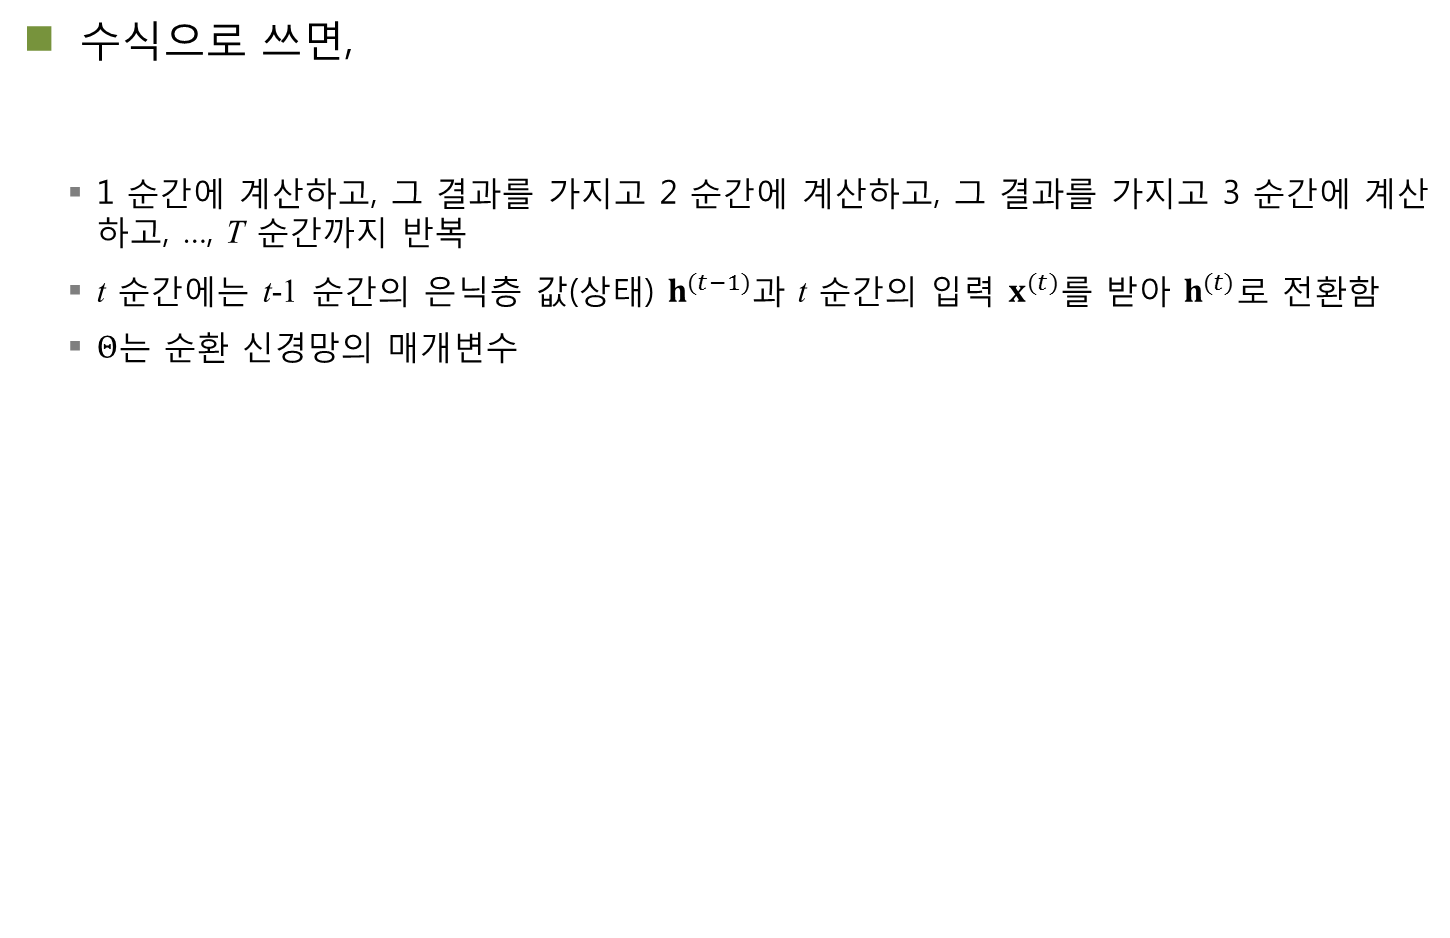 수식으로 쓰면,
1 순간에 계산하고, 그 결과를 가지고 2 순간에 계산하고, 그 결과를 가지고 3 순간에 계산
하고, …, T 순간까지 반복
t 순간에는 t-1 순간의 은닉층 값(상태) h^(t−1)과 t 순간의 입력 x^(t)를 받아 h^(t)로 전환함
Θ는 순환 신경망의 매개변수